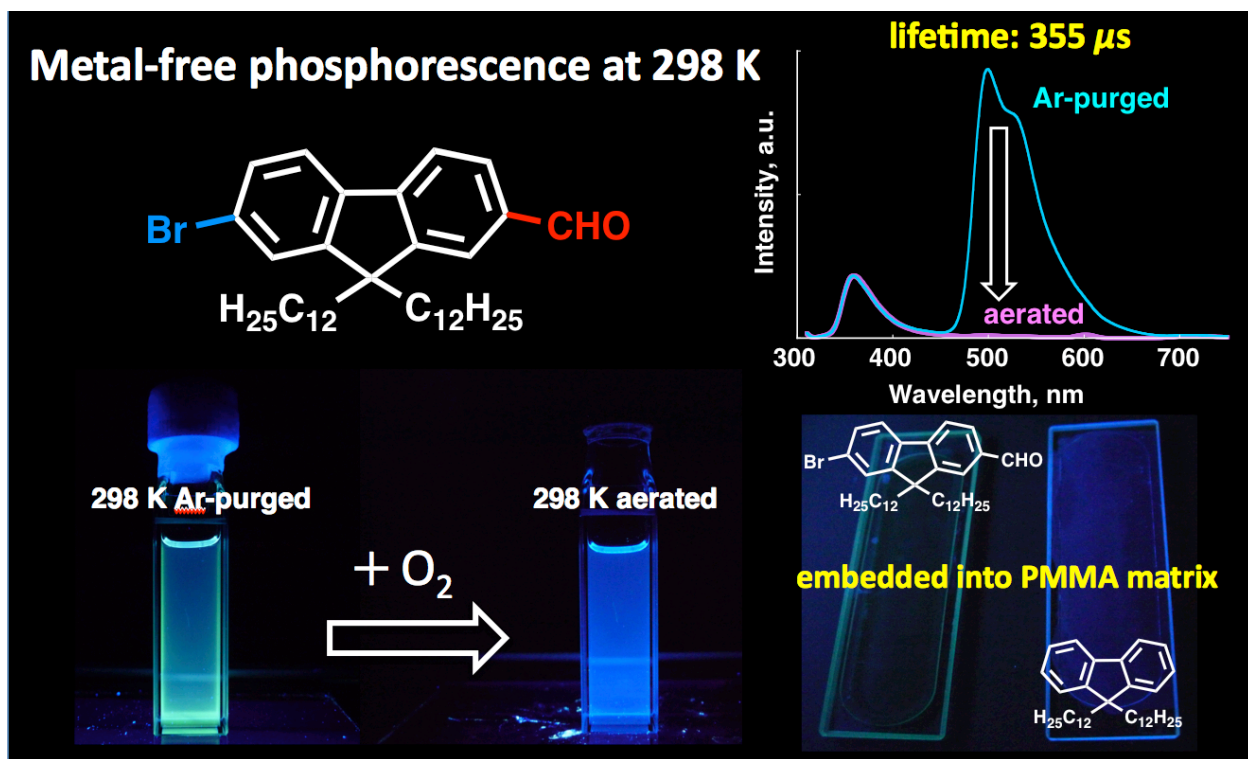 Metal-free phosphorescence at 298 K
Br
CHO
H25C12
C12H25
lifetime: 355 μs
Ar-purged
Intensity, a.u.
aerated
300 400 500 600 700
Wavelength, nm
298 K Ar-purged
298 K aerated
+ O2
Br
CHO
H25C12
C12H25
embedded into PMMA matrix
H25C12
C12H25